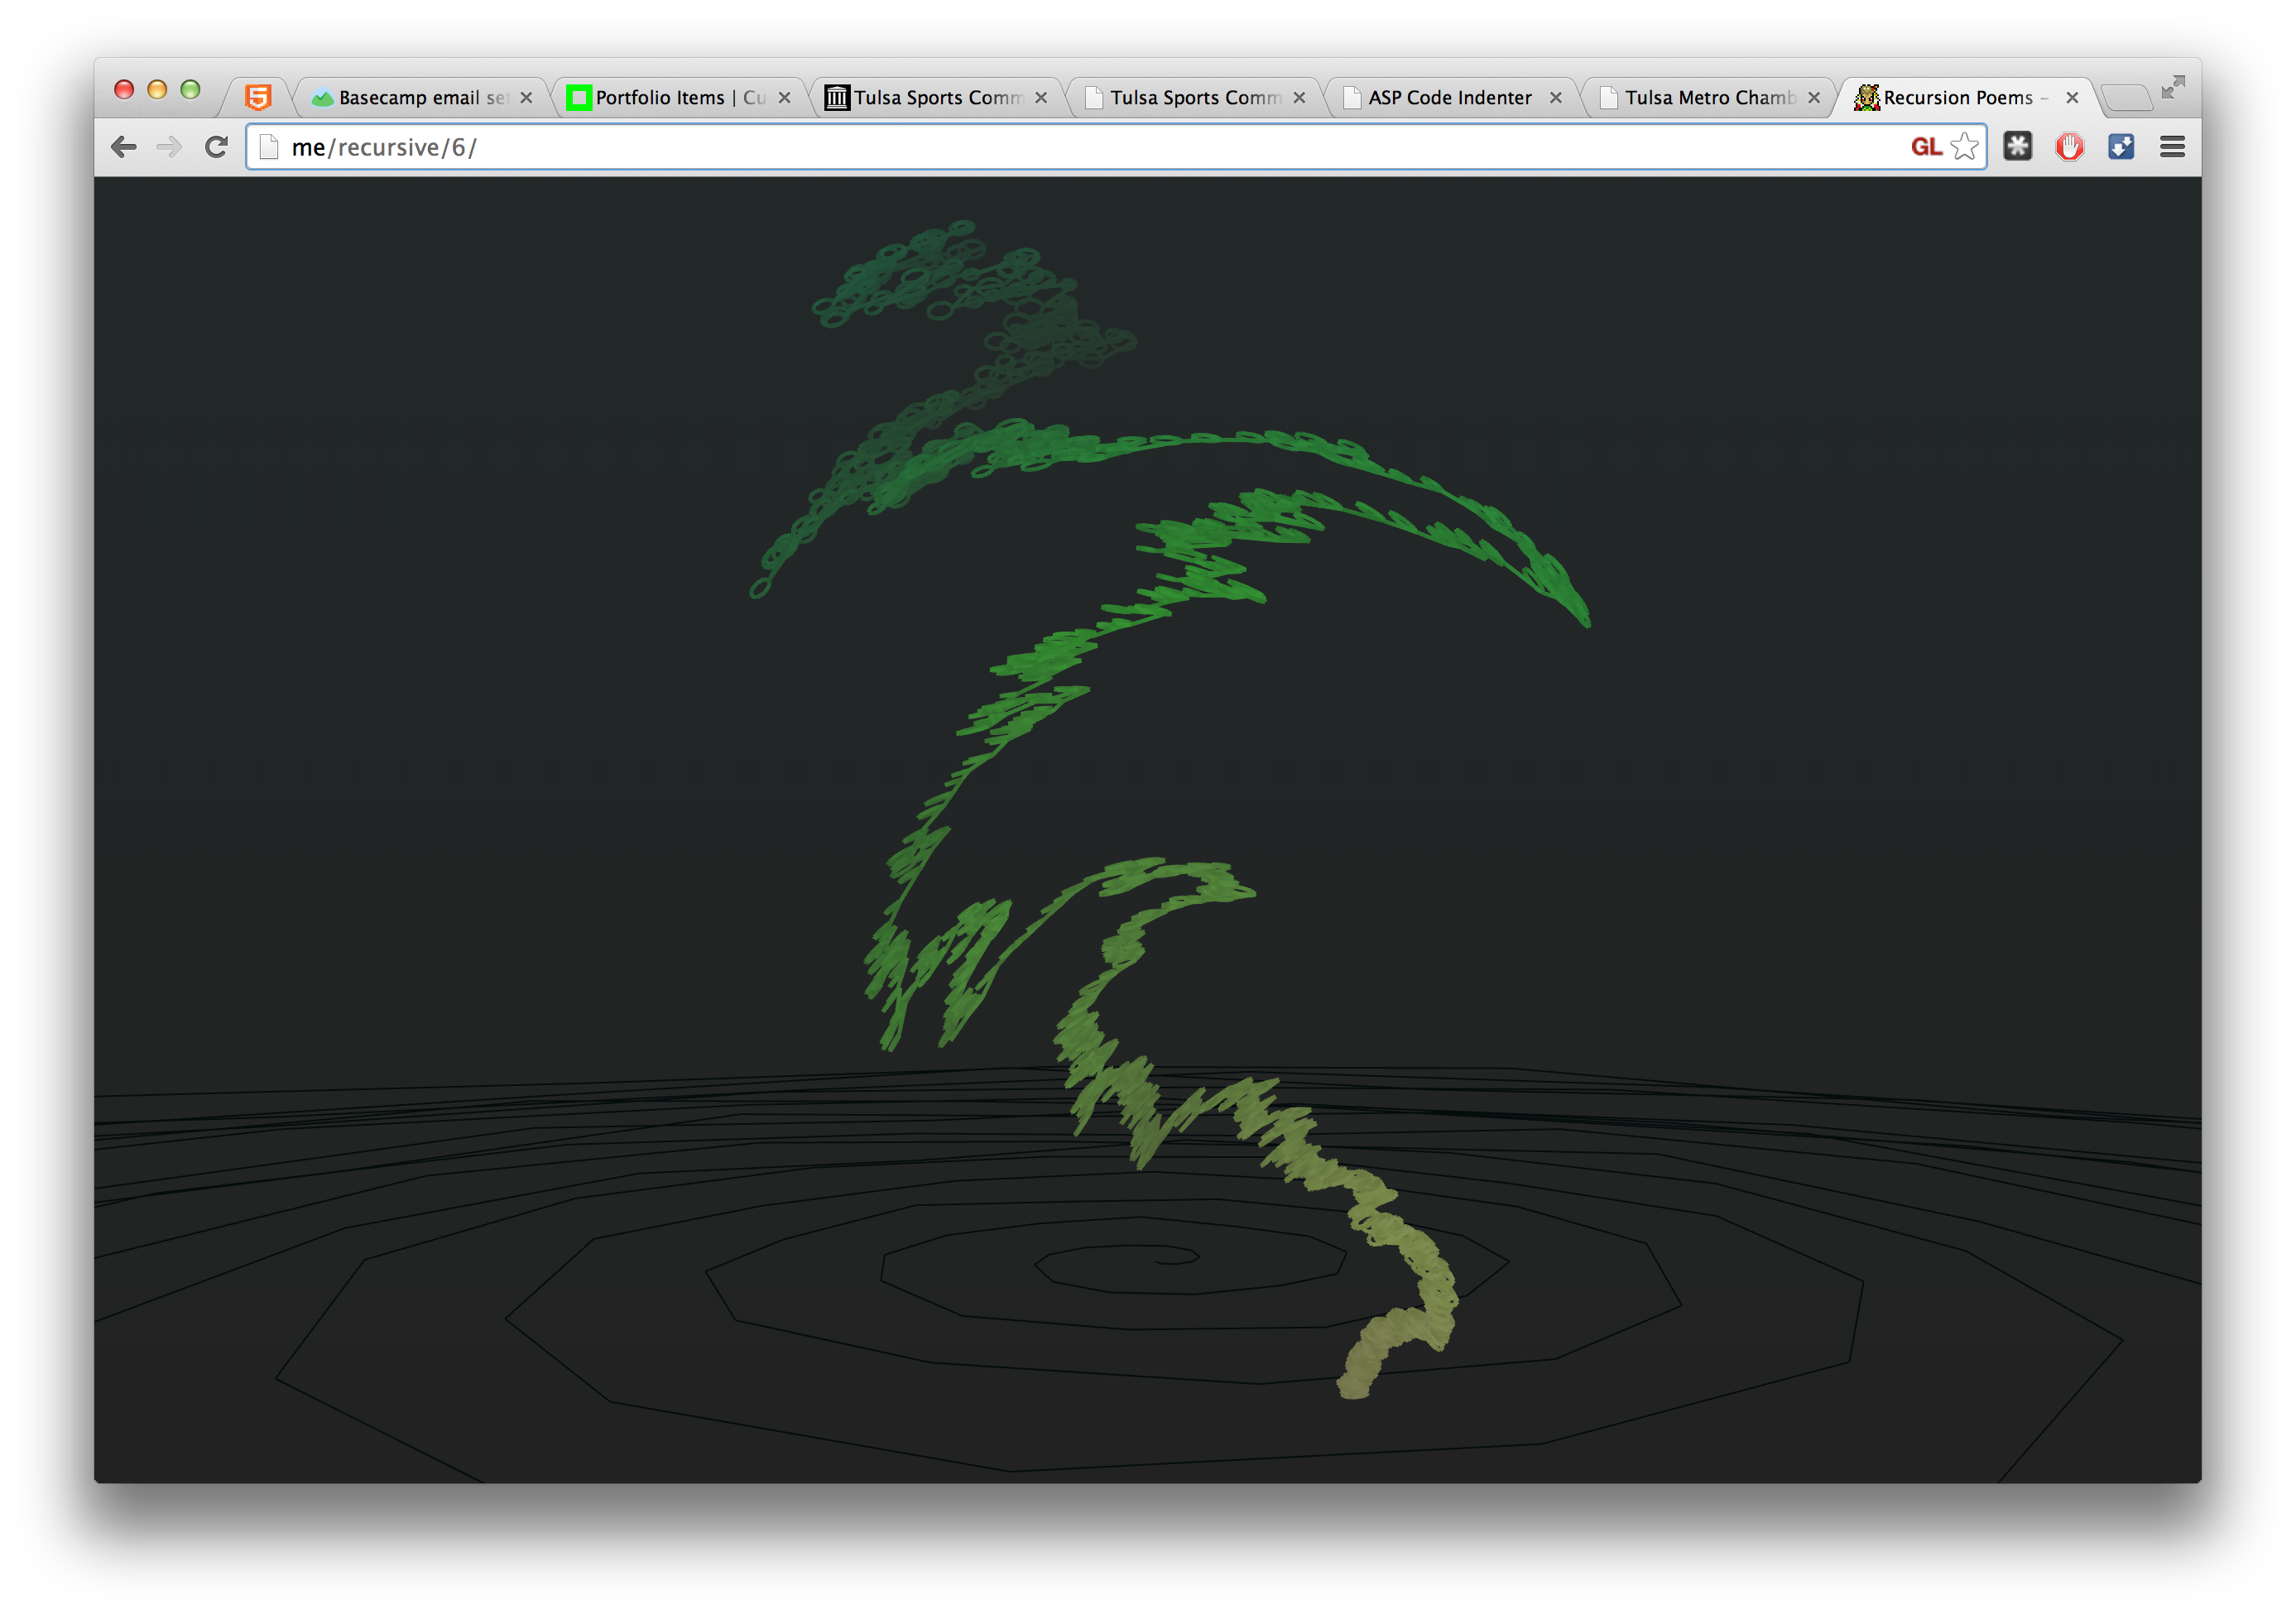 Basecamp email se
Portfolio Items | Cu
Tulsa Sports Comm
Tulsa Sports Comm
ASP Code Indenter
Tulsa Metro Chamb
Recursion Poems –
me/recursive/6/
GL